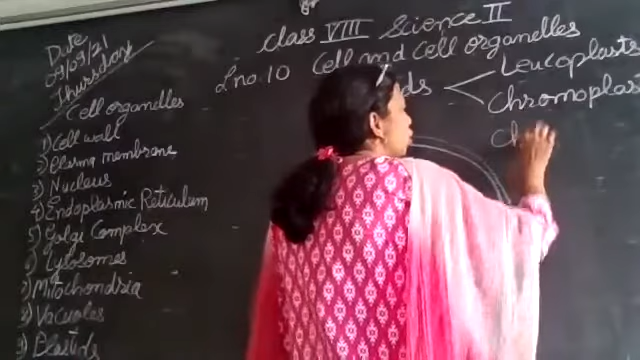 Class VIII Science II
L.no.10 Cell and Cell organelles
Date
09/09/21
Thursday
Cell organelles
1) Cell wall
2) Plasma membrane
3) Nucleus
4) Endoplasmic Reticulum
5) Golgi Complex
6) Lysosomes
7) Mitochondria
8) Vacuoles
9) Plastids
Leucoplasts
Chromoplas